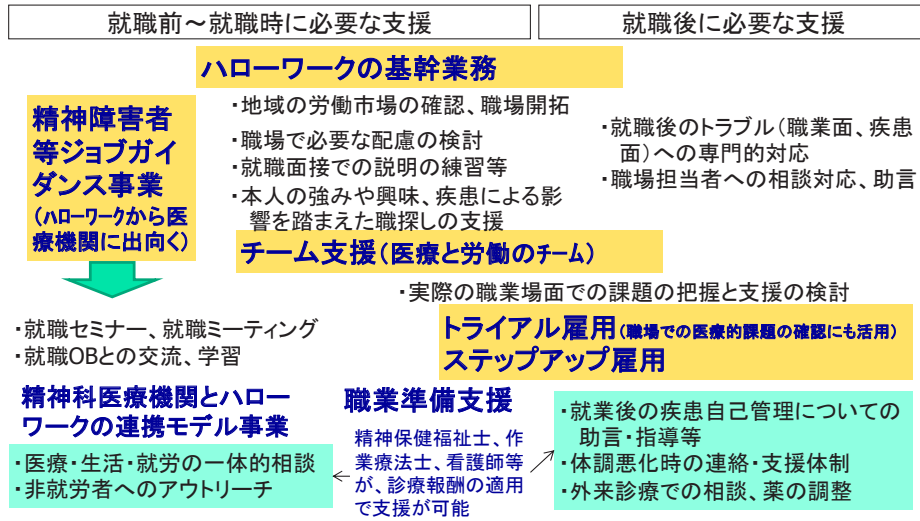 就職前～就職時に必要な支援
就職後に必要な支援
ハローワークの基幹業務
・地域の労働市場の確認、職場開拓
・職場で必要な配慮の検討
・就職面接での説明の練習等
・本人の強みや興味、疾患による影
響を踏まえた職探しの支援
精神障害者
等ジョブガイ
ダンス事業
（ハローワークから医
療機関に出向く）
・就職後のトラブル（職業面、疾患
面）への専門的対応
・職場担当者への相談対応、助言
チーム支援（医療と労働のチーム）
・実際の職業場面での課題の把握と支援の検討
・就職セミナー、就職ミーティング
・就職OBとの交流、学習
トライアル雇用（職場での医療的課題の確認にも活用）
ステップアップ雇用
精神科医療機関とハロー
ワークの連携モデル事業
・医療・生活・就労の一体的相談
・非就労者へのアウトリーチ
職業準備支援
精神保健福祉士、作
業療法士、看護師等
が、診療報酬の適用
で支援が可能
・就業後の疾患自己管理についての
助言・指導等
・体調悪化時の連絡・支援体制
・外来診療での相談、薬の調整